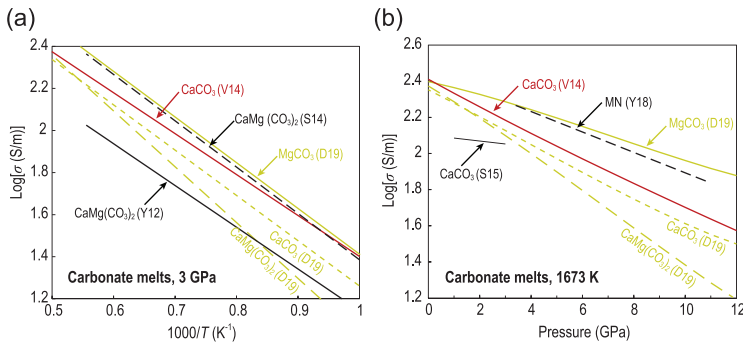 (a)
2.4
2.2
2
1.8
1.6
1.4
1.2
Log[σ (S/m)]
CaCO3 (V14)
CaMg (CO3)2 (S14)
MgCO3 (D19)
CaMg(CO3)2 (Y12)
CaCO3 (D19)
CaMg(CO3)2 (D19)
Carbonate melts, 3 GPa
0.5
0.6
0.7
0.8
0.9
1
1000/T (K-1)
(b)
2.6
2.4
2.2
2
1.8
1.6
1.4
1.2
Log[σ (S/m)]
CaCO3 (V14)
MN (Y18)
MgCO3 (D19)
CaCO3 (S15)
CaCO3 (D19)
CaMg(CO3)2 (D19)
Carbonate melts, 1673 K
0
2
4
6
8
10
12
Pressure (GPa)